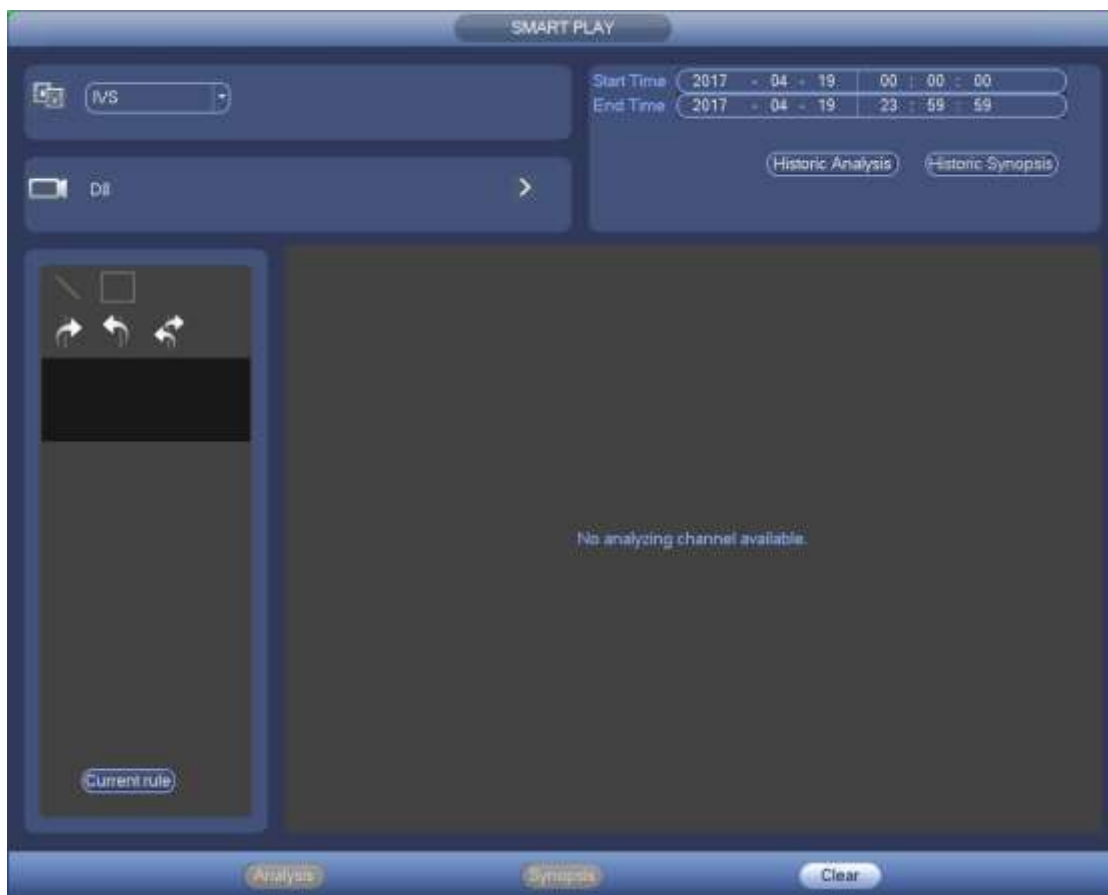 SMART PLAY
IVS
Start Time 2017 - 04 - 19 00 : 00 : 00
End Time 2017 - 04 - 19 23 : 59 : 59
Historic Analysis Historic Synopsis
No analyzing channel available.
Current rule
Analysis Synopsis Clear